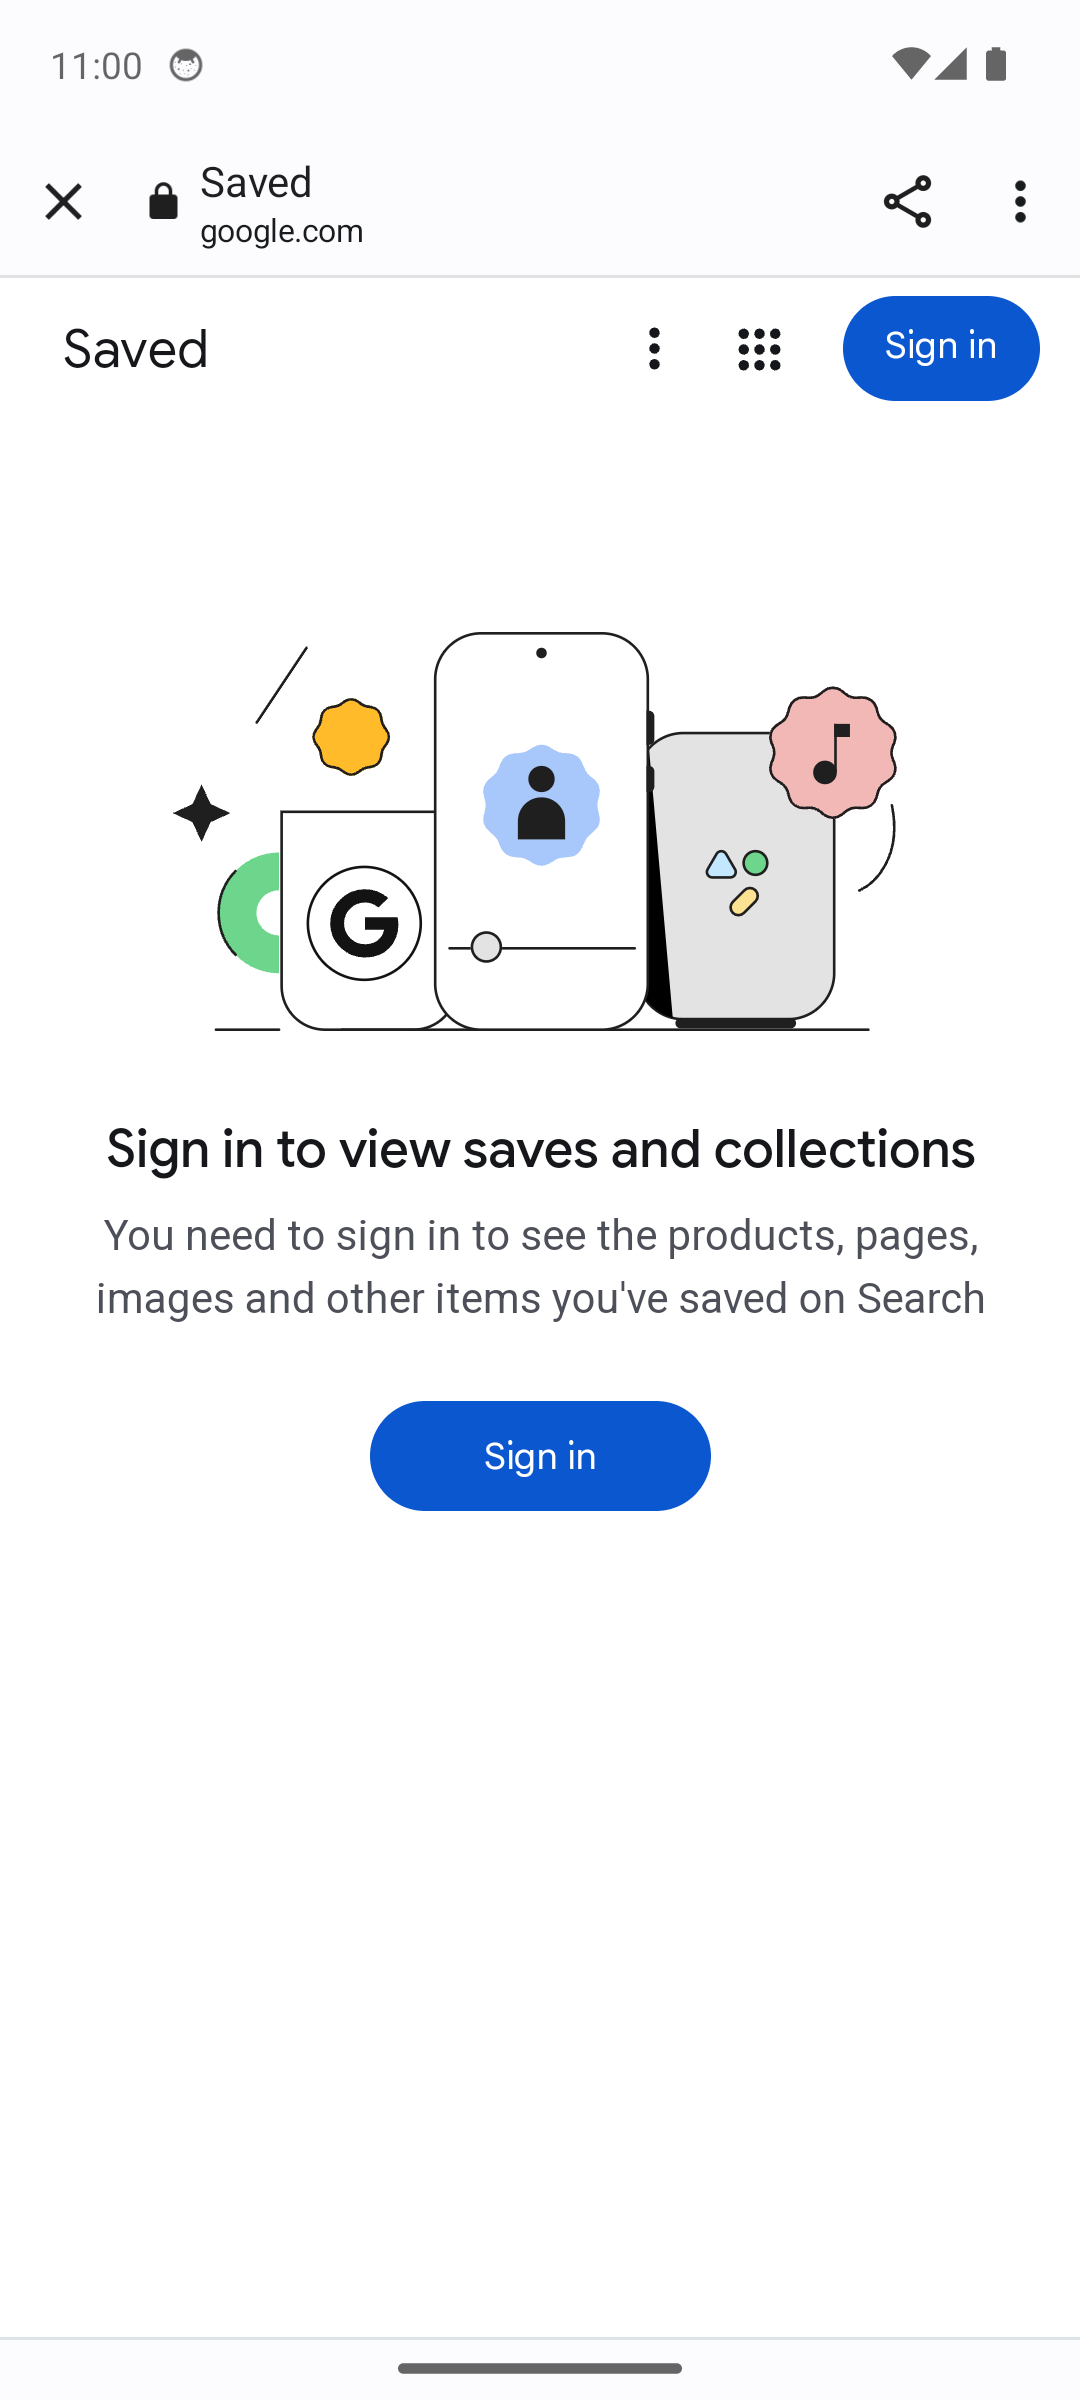 11:00
Saved
google.com
Saved
Sign in
G
Sign in to view saves and collections
You need to sign in to see the products, pages,
images and other items you've saved on Search
Sign in